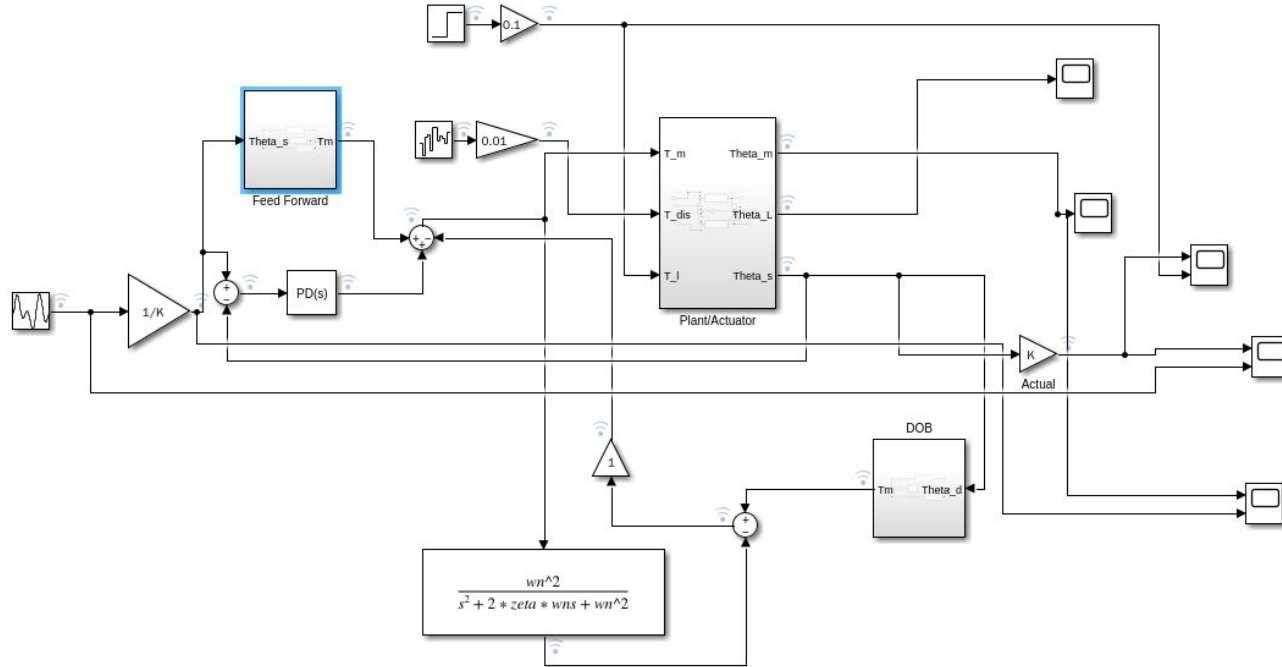 0.1
Theta_s Tm
Feed Forward
0.01
T_m Theta_m
T_dis Theta_L
T_l Theta_s
Plant/Actuator
+ −
+
+
−
PD(s)
1/K
K
Actual
DOB
1
Tm Theta_d
+
−
wn^2
s² + 2 * zeta * wns + wn^2